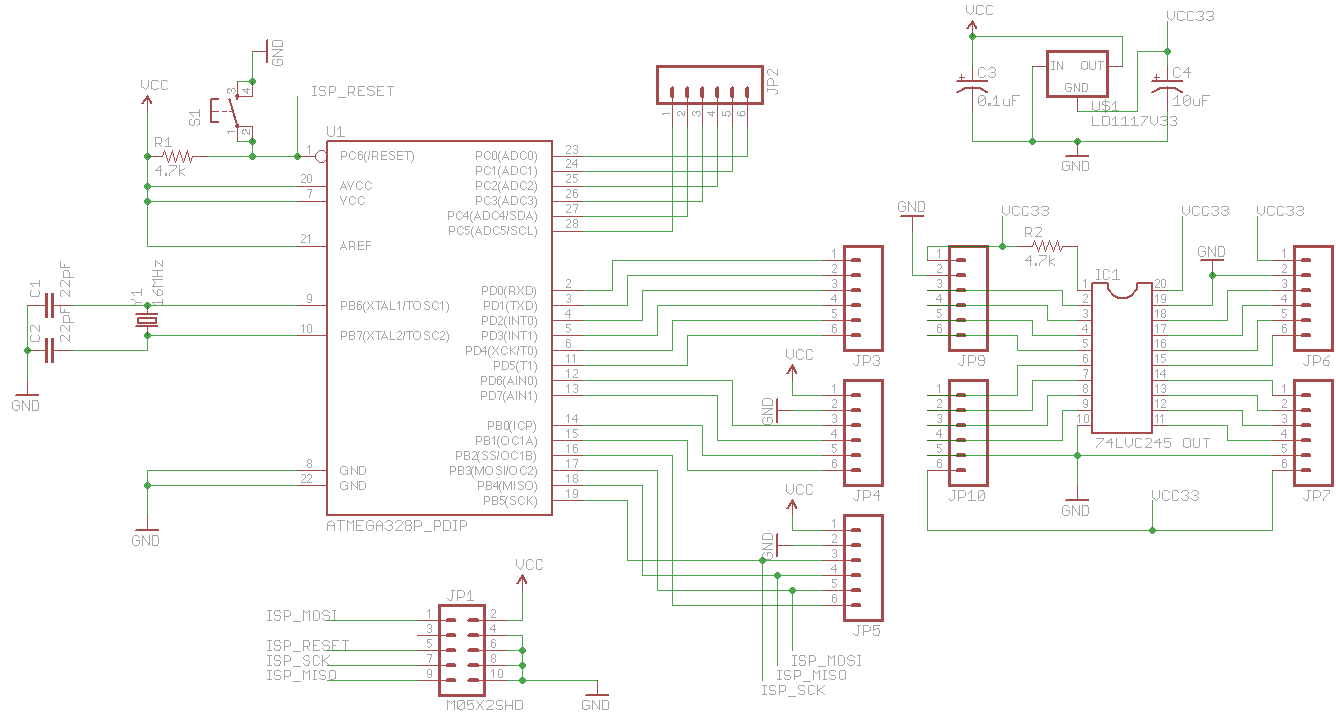 VCC
GND
ISP_RESET
S1
3 4
1 2
R1
4.7k
U1
1 PC6(/RESET)
20 AVCC
7 VCC
21 AREF
9 PB6(XTAL1/TOSC1)
10 PB7(XTAL2/TOSC2)
8 GND
22 GND
PC0(ADC0) 23
PC1(ADC1) 24
PC2(ADC2) 25
PC3(ADC3) 26
PC4(ADC4/SDA) 27
PC5(ADC5/SCL) 28
PD0(RXD) 2
PD1(TXD) 3
PD2(INT0) 4
PD3(INT1) 5
PD4(XCK/T0) 6
PD5(T1) 11
PD6(AIN0) 12
PD7(AIN1) 13
PB0(ICP) 14
PB1(OC1A) 15
PB2(SS/OC1B) 16
PB3(MOSI/OC2) 17
PB4(MISO) 18
PB5(SCK) 19
ATMEGA328P_PDIP
C1
22pF
C2
22pF
Y1
16MHz
GND
GND
JP2
1 2 3 4 5 6
1
2
3
4
5
6
JP3
VCC
GND
1
2
3
4
5
6
JP4
VCC
GND
1
2
3
4
5
6
JP5
ISP_MOSI
ISP_MISO
ISP_SCK
JP1
VCC
ISP_MOSI 1 2
3 4
ISP_RESET 5 6
ISP_SCK 7 8
ISP_MISO 9 10
M05X2SHD
GND
VCC
VCC33
C3
0.1uF
IN OUT
GND
U$1
LD1117V33
C4
10uF
GND
GND
VCC33
R2
4.7k
1
2
3
4
5
6
JP9
1
2
3
4
5
6
JP10
IC1
VCC33
1 20
2 19
3 18
4 17
5 16
6 15
7 14
8 13
9 12
10 11
74LVC245 OUT
GND
VCC33
GND
1
2
3
4
5
6
JP6
1
2
3
4
5
6
JP7
VCC33